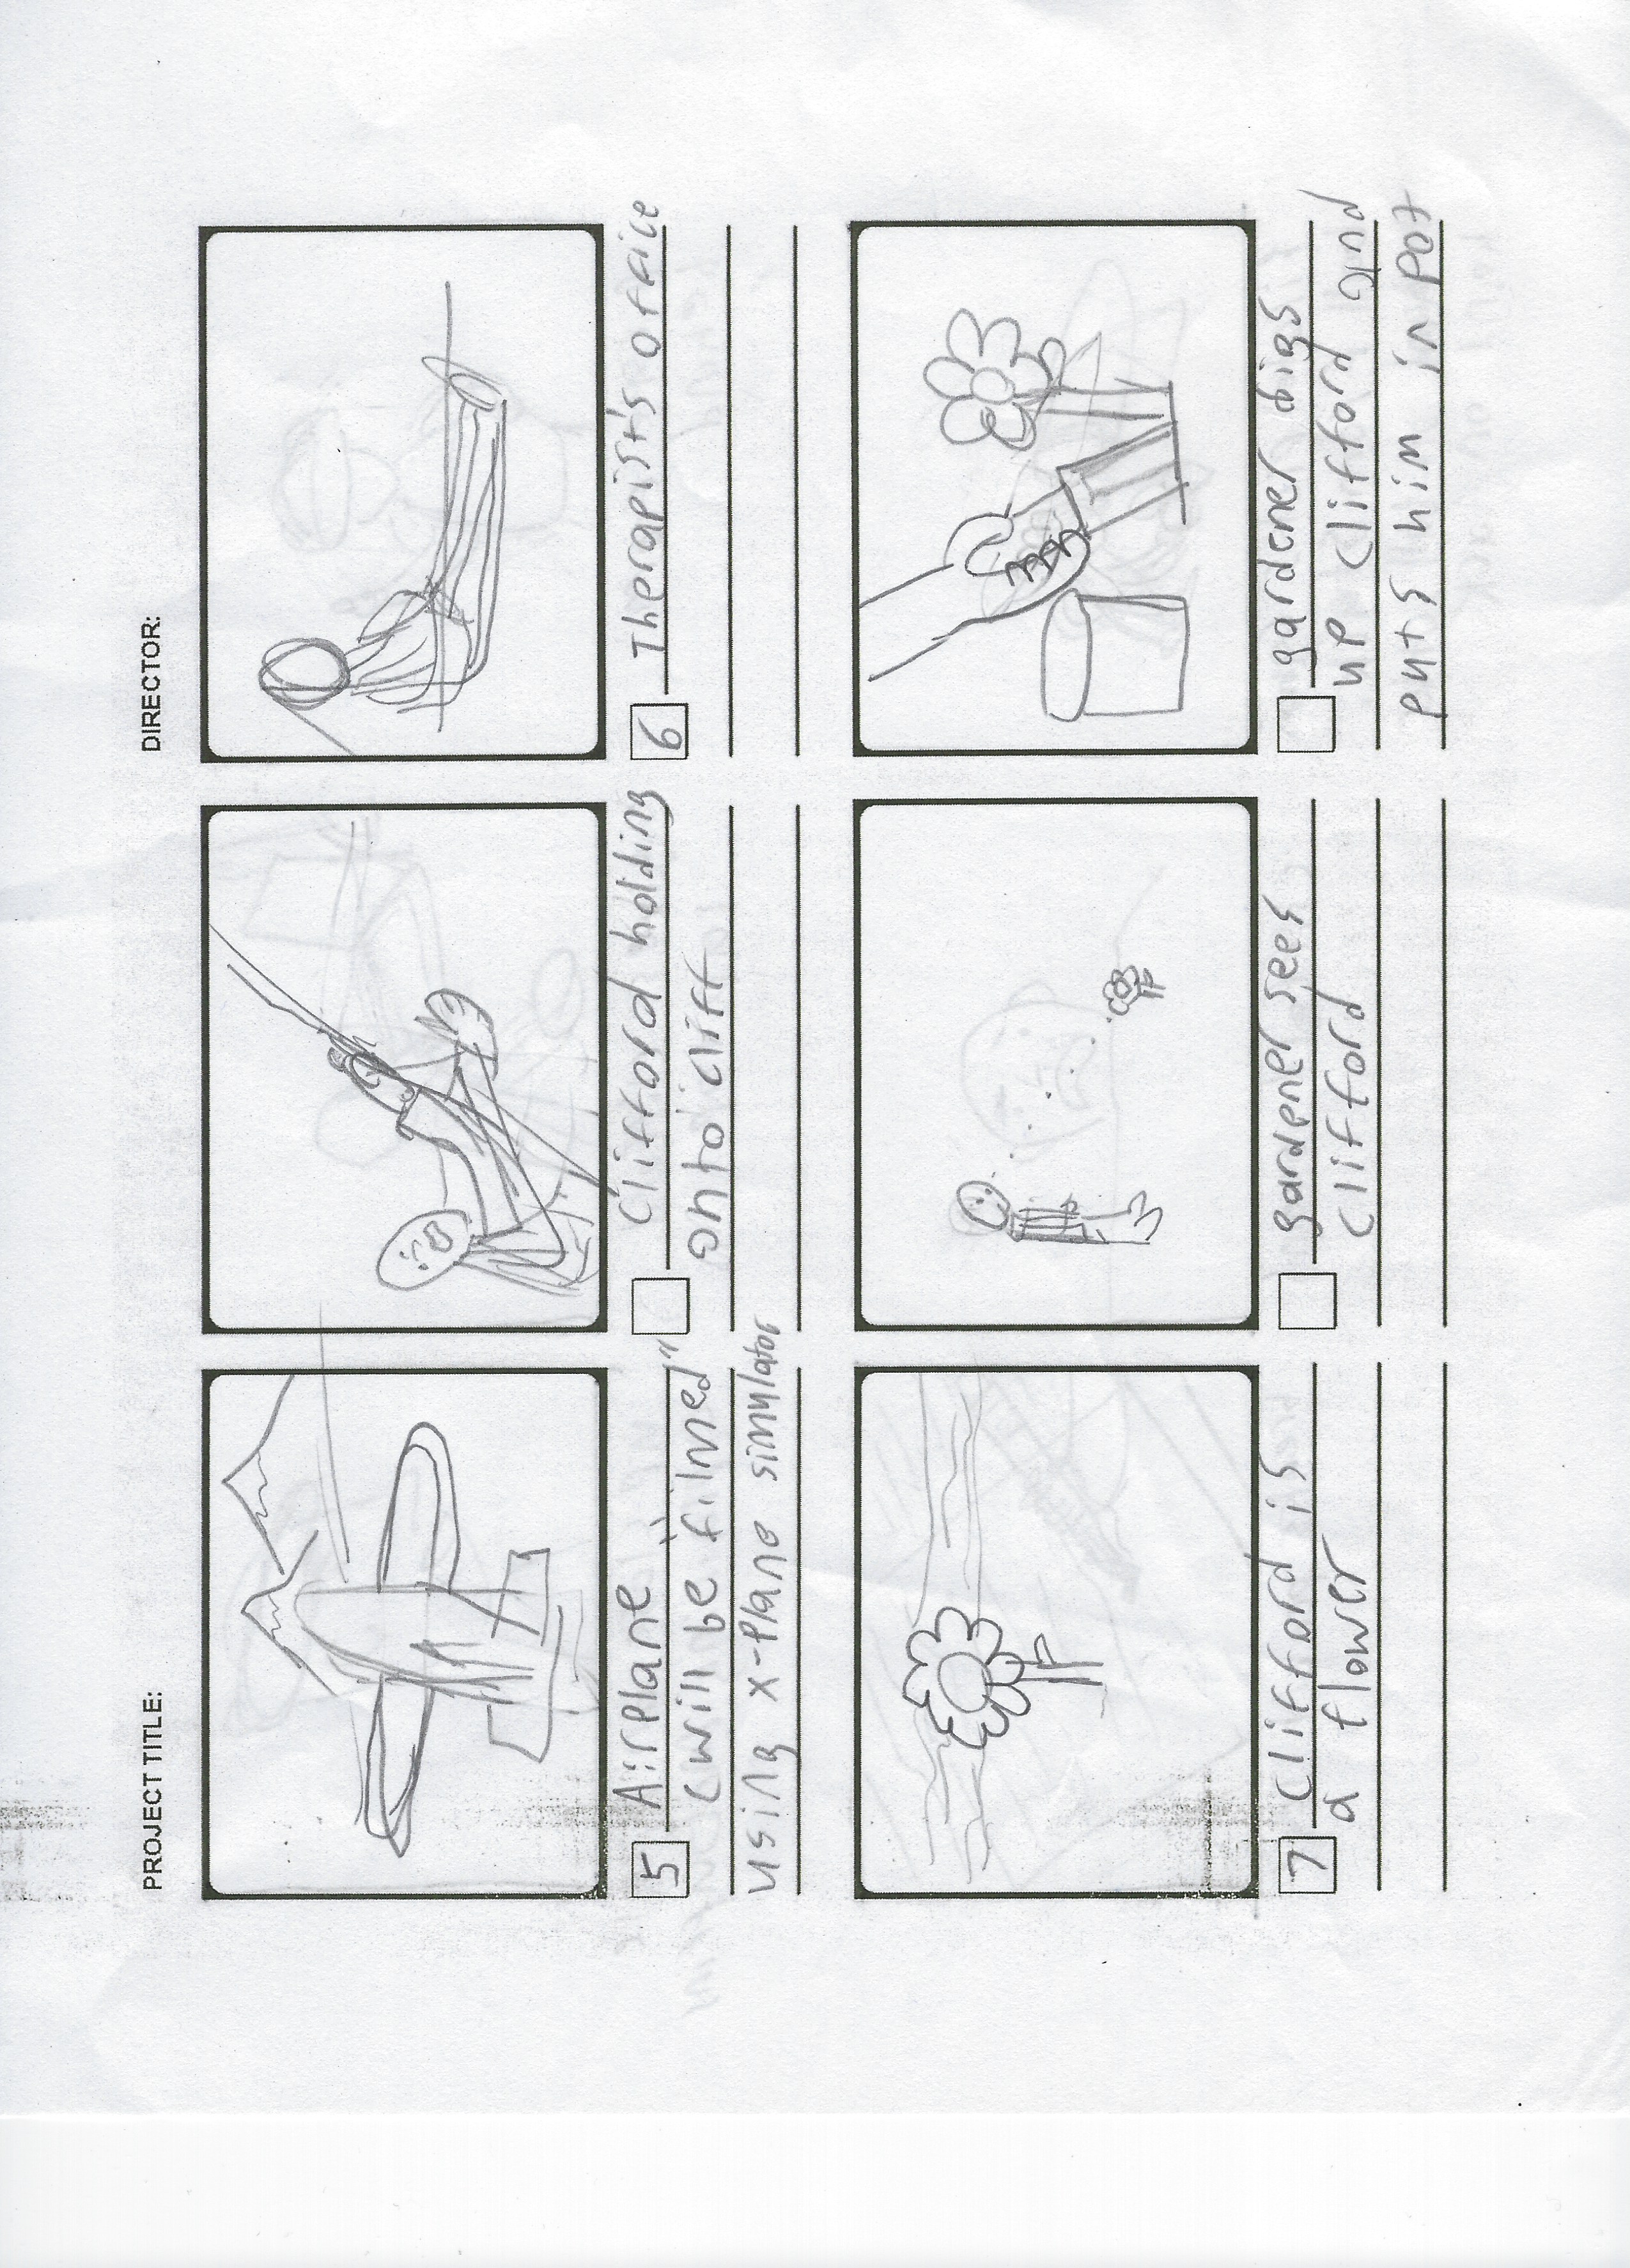 PROJECT TITLE:
DIRECTOR:
5 Airplane
(will be "filmed"
using x-Plane simulator
Clifford holding
onto cliff
6 Therapist's office
7 Clifford is
a flower
gardener sees
Clifford
gardener digs
up Clifford and
puts him in pot